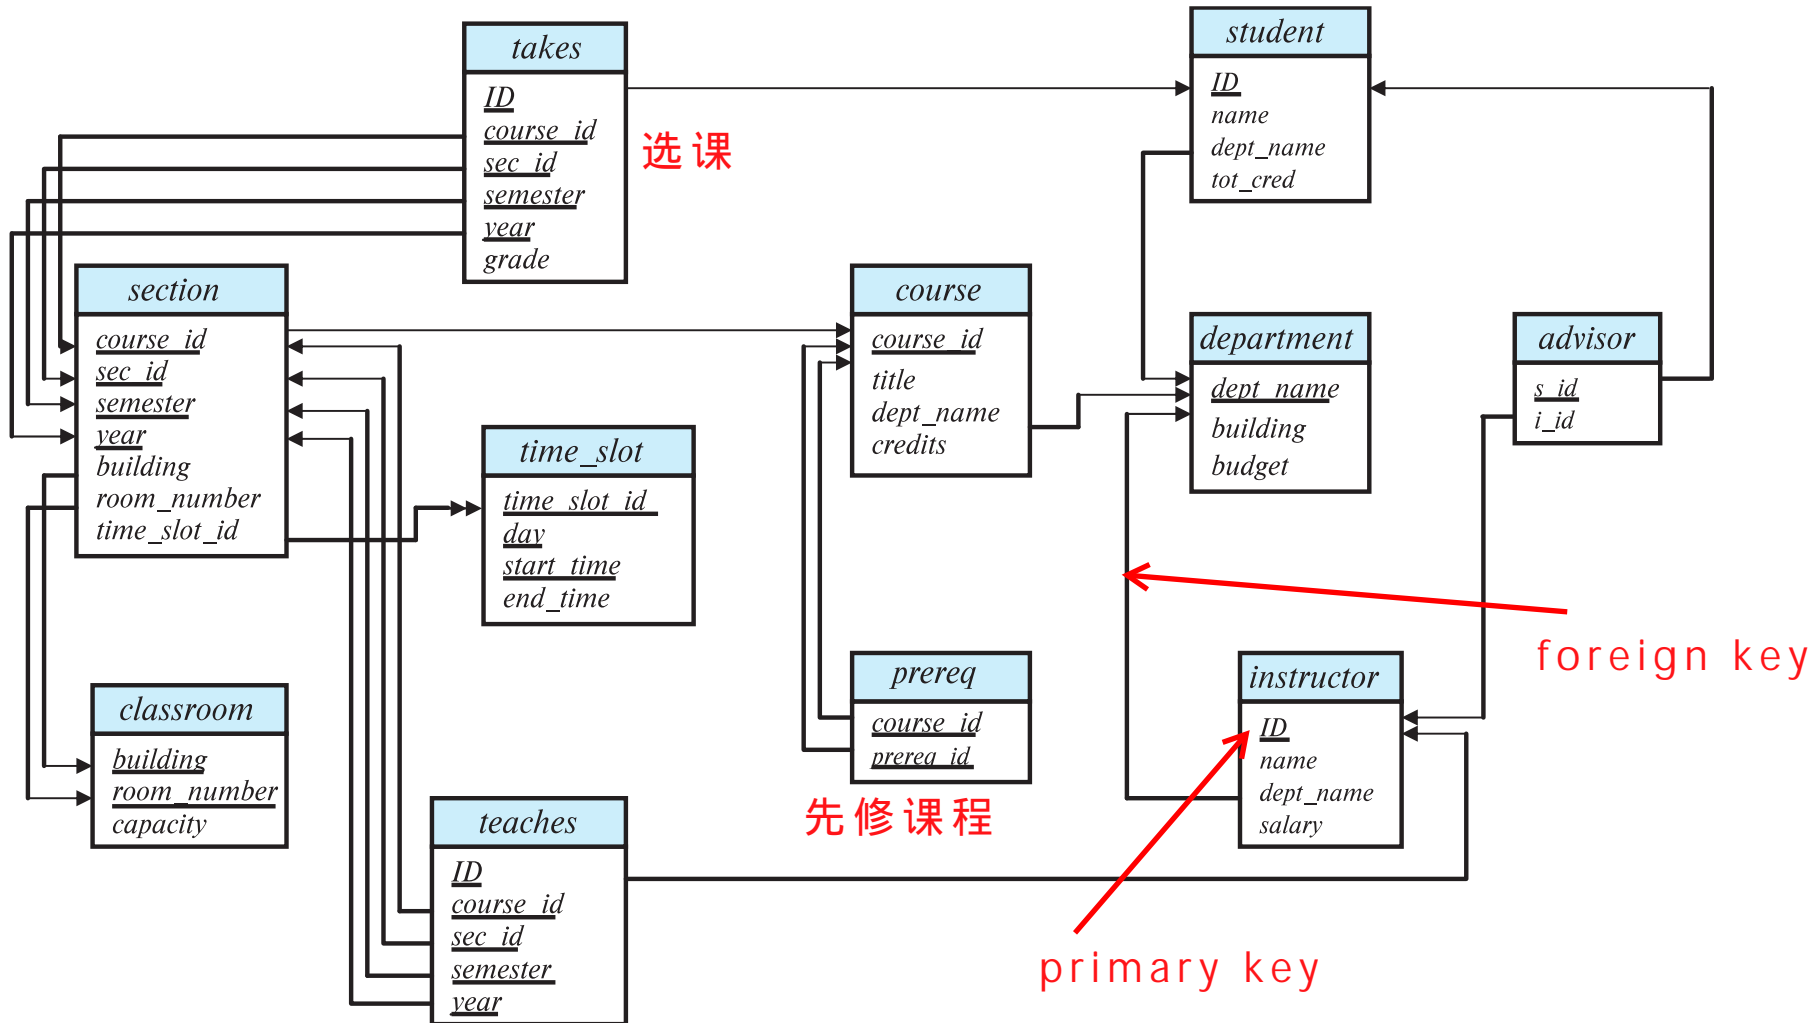 takes
ID
course_id
sec_id
semester
year
grade
选课
student
ID
name
dept_name
tot_cred
section
course_id
sec_id
semester
year
building
room_number
time_slot_id
course
course_id
title
dept_name
credits
department
dept_name
building
budget
advisor
s_id
i_id
time_slot
time_slot_id
day
start_time
end_time
foreign key
prereq
course_id
prereq_id
先修课程
instructor
ID
name
dept_name
salary
classroom
building
room_number
capacity
teaches
ID
course_id
sec_id
semester
year
primary key